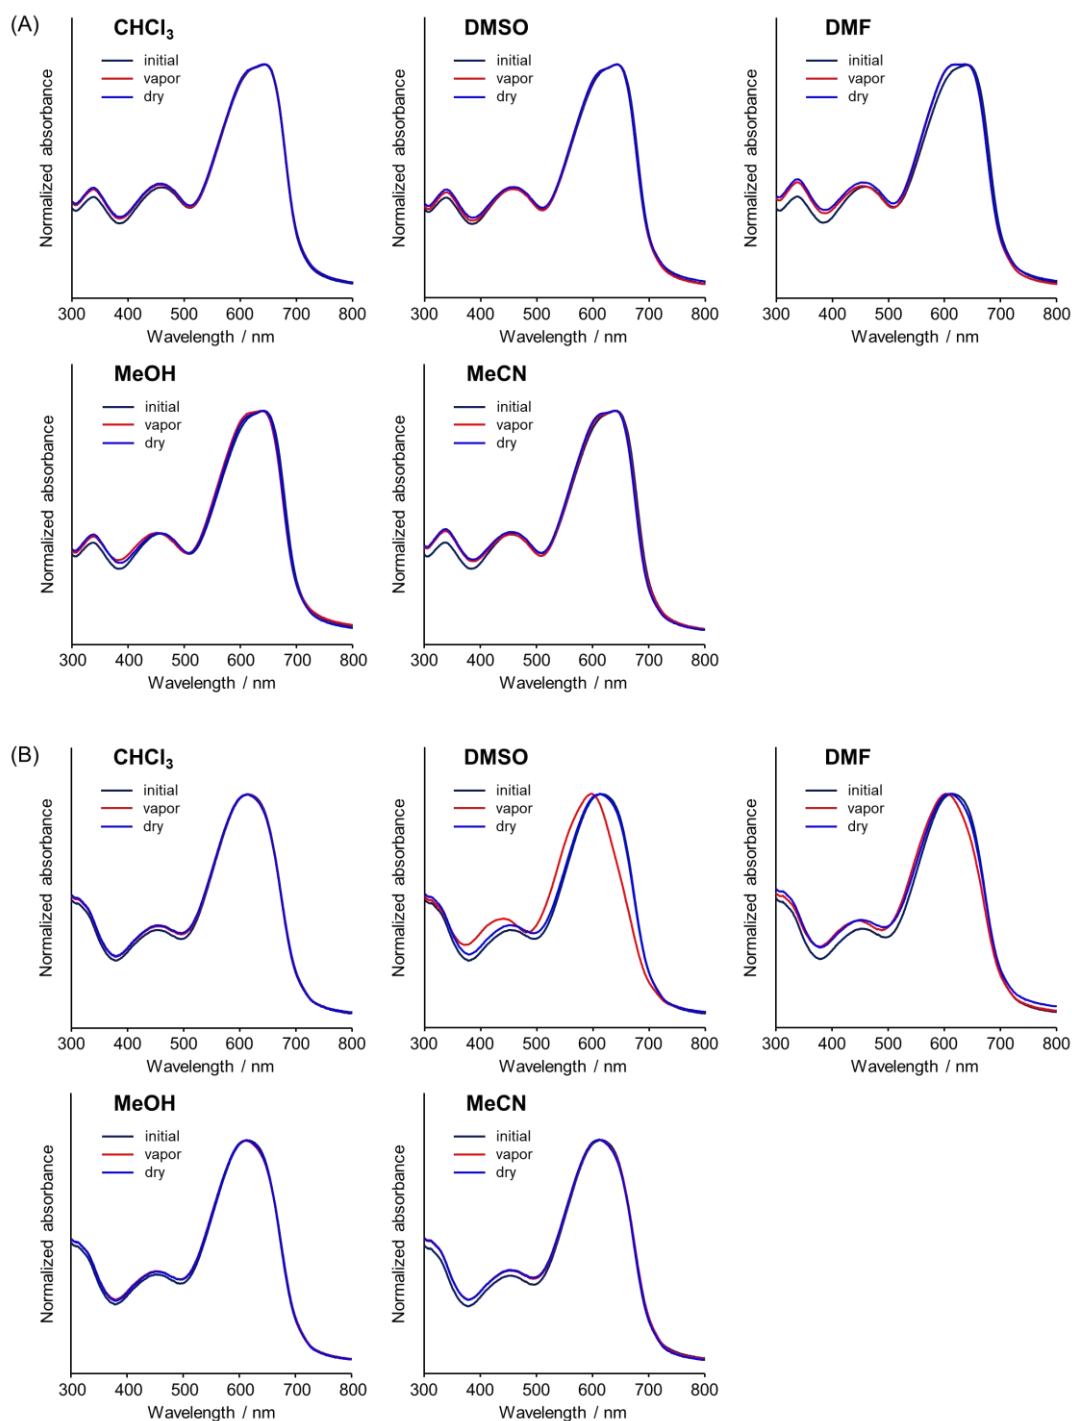 (A)
CHCl₃
initial
vapor
dry
Normalized absorbance
300 400 500 600 700 800
Wavelength / nm
DMSO
initial
vapor
dry
Normalized absorbance
300 400 500 600 700 800
Wavelength / nm
DMF
initial
vapor
dry
Normalized absorbance
300 400 500 600 700 800
Wavelength / nm
MeOH
initial
vapor
dry
Normalized absorbance
300 400 500 600 700 800
Wavelength / nm
MeCN
initial
vapor
dry
Normalized absorbance
300 400 500 600 700 800
Wavelength / nm
(B)
CHCl₃
initial
vapor
dry
Normalized absorbance
300 400 500 600 700 800
Wavelength / nm
DMSO
initial
vapor
dry
Normalized absorbance
300 400 500 600 700 800
Wavelength / nm
DMF
initial
vapor
dry
Normalized absorbance
300 400 500 600 700 800
Wavelength / nm
MeOH
initial
vapor
dry
Normalized absorbance
300 400 500 600 700 800
Wavelength / nm
MeCN
initial
vapor
dry
Normalized absorbance
300 400 500 600 700 800
Wavelength / nm